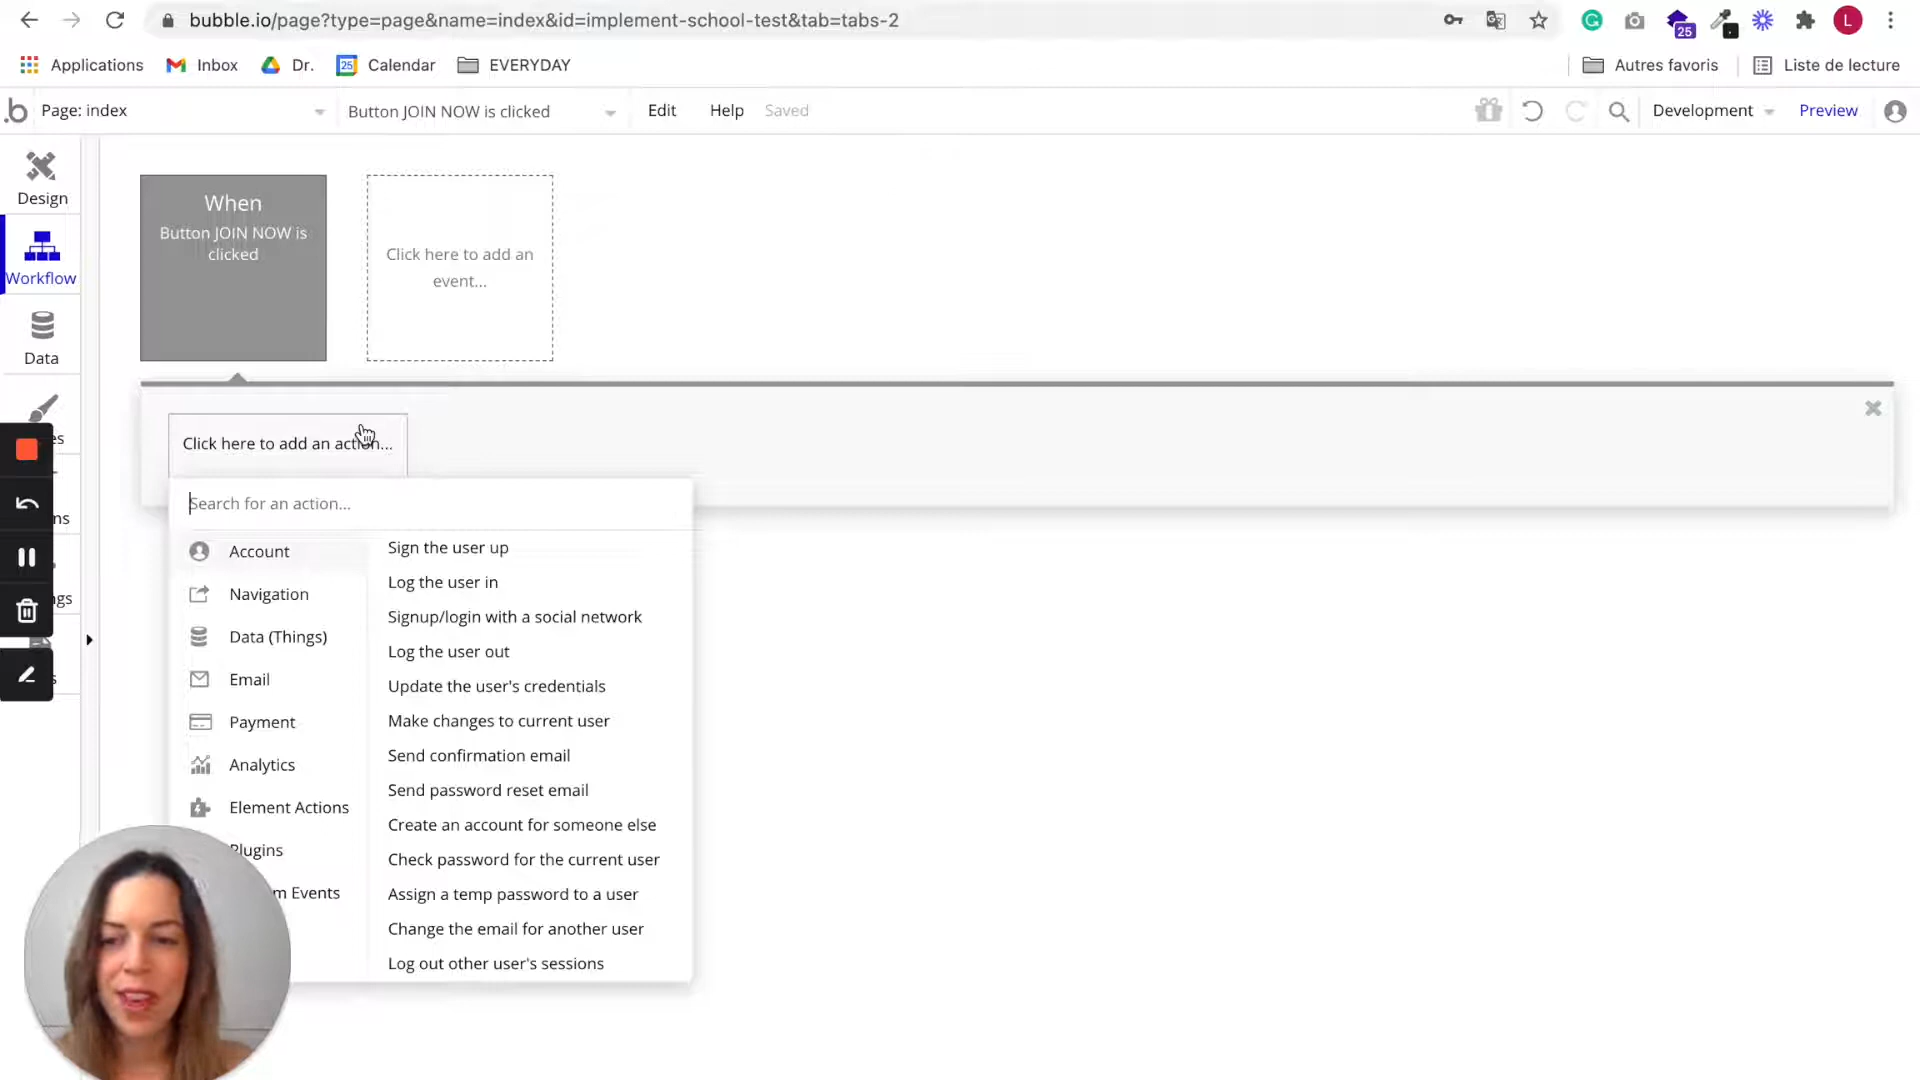 bubble.io/page?type=page&name=index&id=implement-school-test&tab=tabs-2
25
L
Applications
Inbox
Dr.
25
Calendar
EVERYDAY
Autres favoris
Liste de lecture
.b
Page: index
Button JOIN NOW is clicked
Edit
Help
Saved
Development
Preview
Design
Workflow
Data
es
ns
gs
s
When
Button JOIN NOW is
clicked
Click here to add an
event...
Click here to add an action...
Search for an action...
Account
Navigation
Data (Things)
Email
Payment
Analytics
Element Actions
Plugins
m Events
Sign the user up
Log the user in
Signup/login with a social network
Log the user out
Update the user's credentials
Make changes to current user
Send confirmation email
Send password reset email
Create an account for someone else
Check password for the current user
Assign a temp password to a user
Change the email for another user
Log out other user's sessions